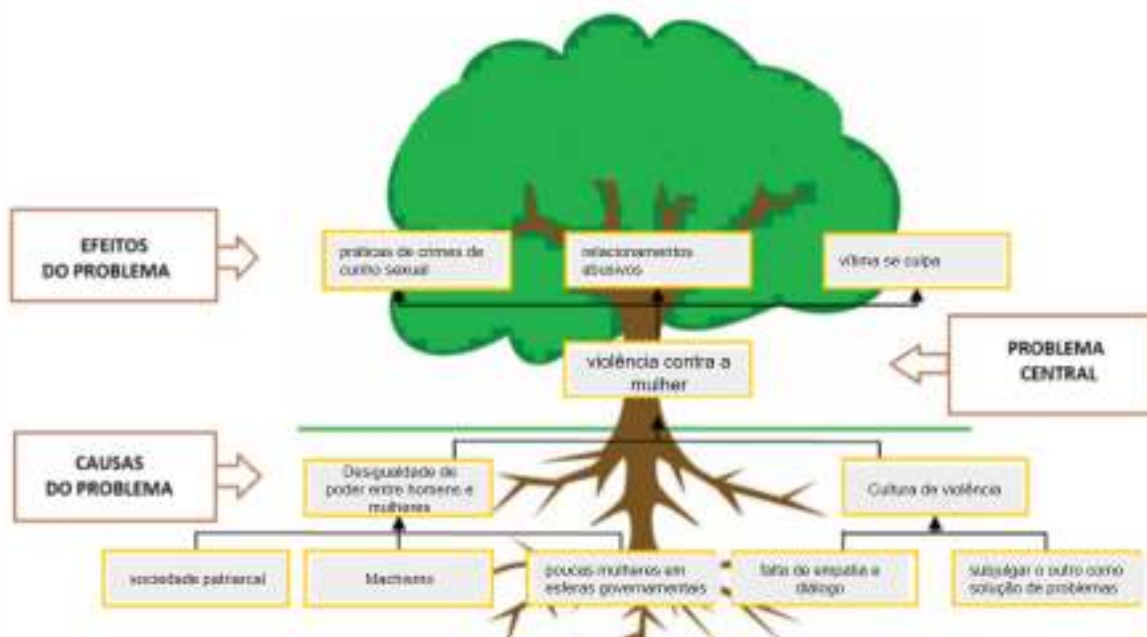 EFEITOS
DO PROBLEMA
práticas de crimes de
cunho sexual
relacionamentos
abusivos
vítima se culpa
violência contra a
mulher
PROBLEMA
CENTRAL
CAUSAS
DO PROBLEMA
Desigualdade de
poder entre homens e
mulheres
Cultura de violência
sociedade patriarcal
Machismo
poucas mulheres em
esferas governamentais
falta de empatia e
diálogo
subjulgar o outro como
solução de problemas